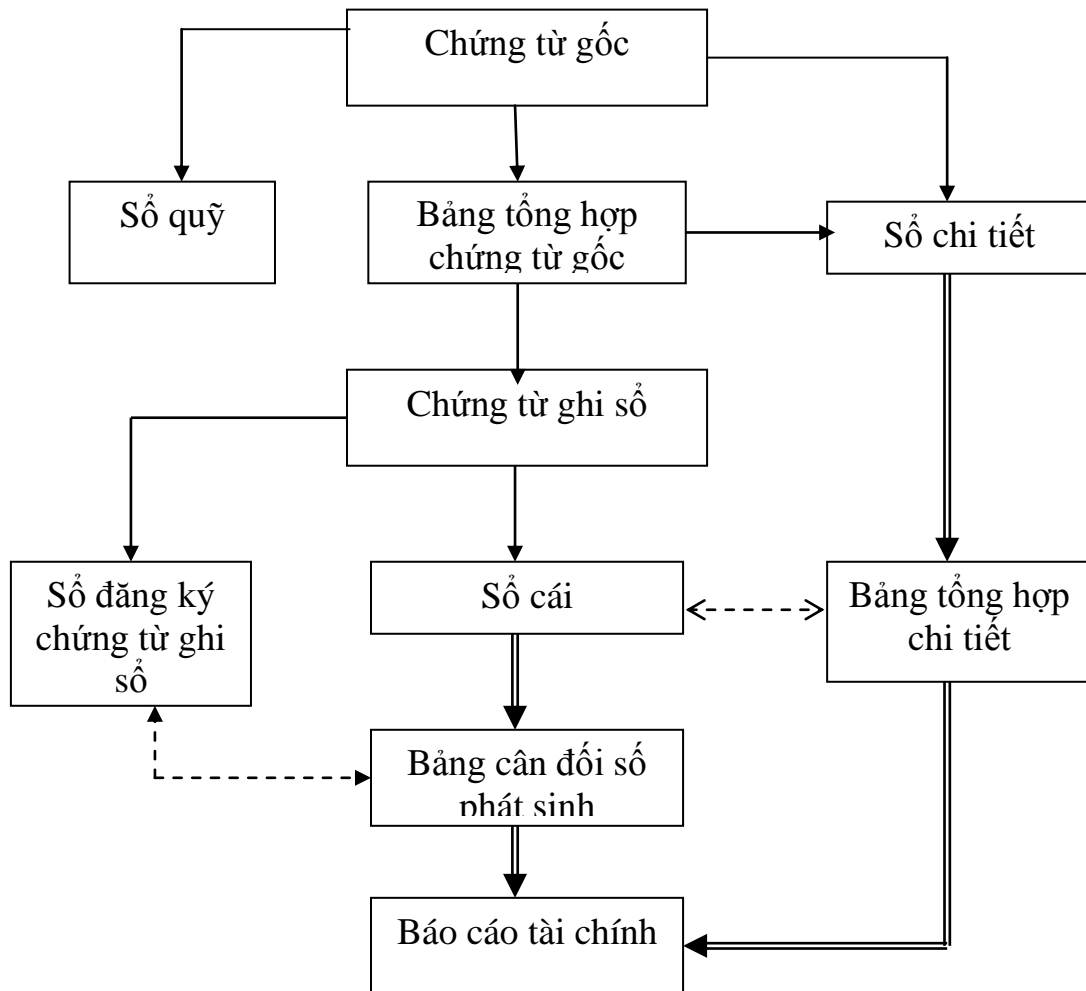 Chứng từ gốc
Sổ quỹ
Bảng tổng hợp
chứng từ gốc
Sổ chi tiết
Chứng từ ghi sổ
Sổ đăng ký
chứng từ ghi
sổ
Sổ cái
Bảng tổng hợp
chi tiết
Bảng cân đối số
phát sinh
Báo cáo tài chính